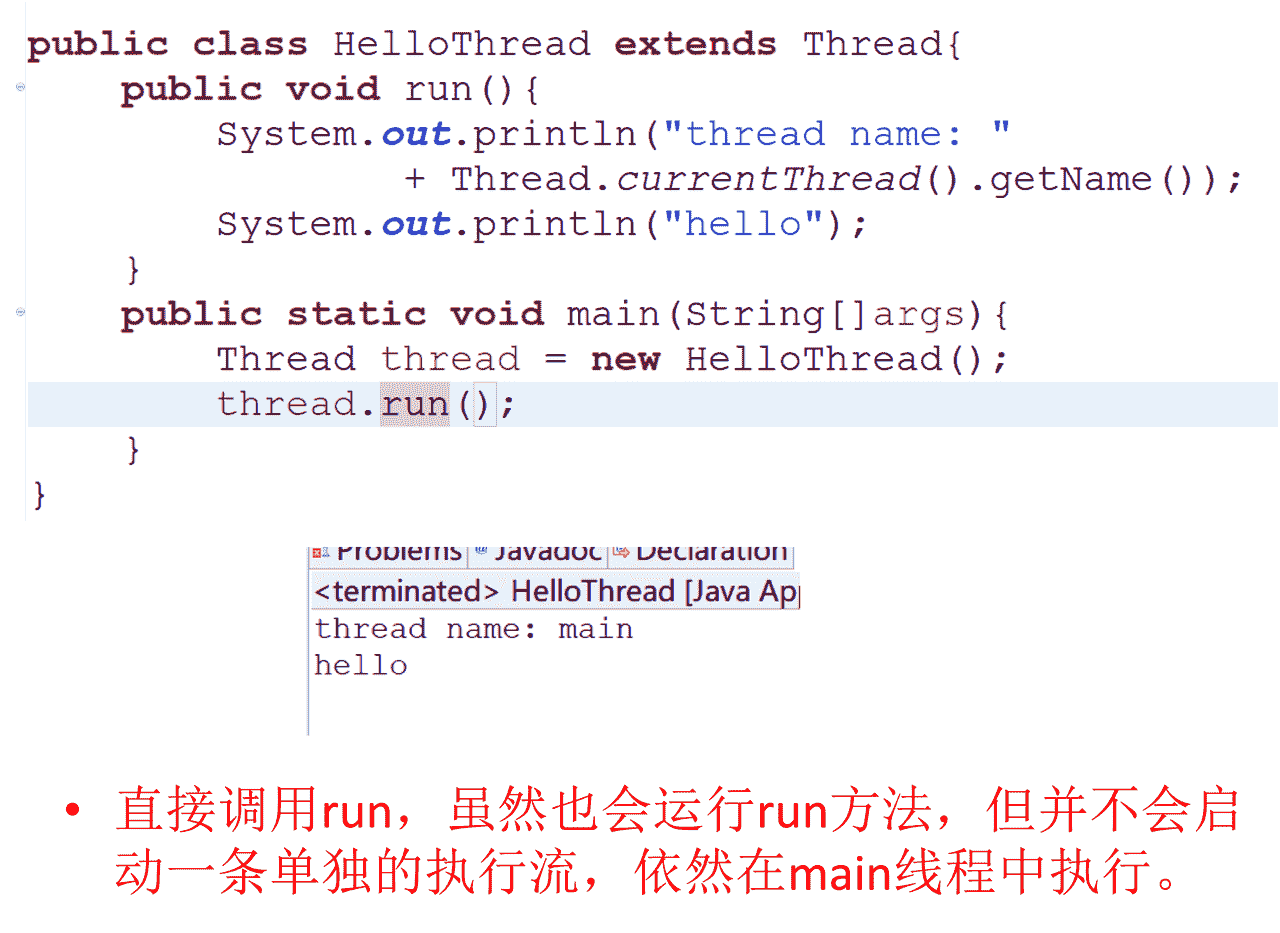 public class HelloThread extends Thread{
public void run(){
System.out.println("thread name: "
+ Thread.currentThread().getName());
System.out.println("hello");
}
public static void main(String[]args){
Thread thread = new HelloThread();
thread.run();
}
}
Problems @ Javadoc Declaration
<terminated> HelloThread [Java Ap
thread name: main
hello
• 直接调用run，虽然也会运行run方法，但并不会启
动一条单独的执行流，依然在main线程中执行。